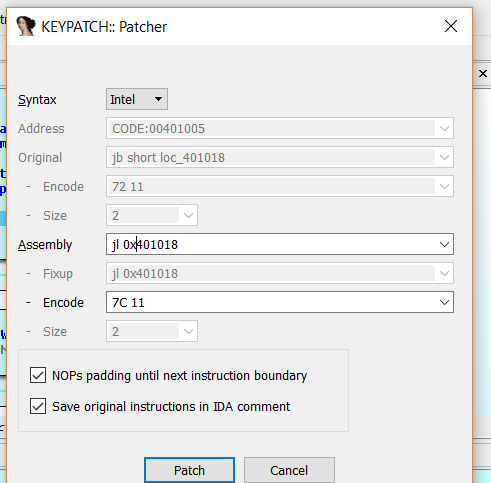 KEYPATCH:: Patcher
Syntax Intel
Address CODE:00401005
Original jb short loc_401018
- Encode 72 11
- Size 2
Assembly jl 0x401018
- Fixup jl 0x401018
- Encode 7C 11
- Size 2
NOPs padding until next instruction boundary
Save original instructions in IDA comment
Patch Cancel